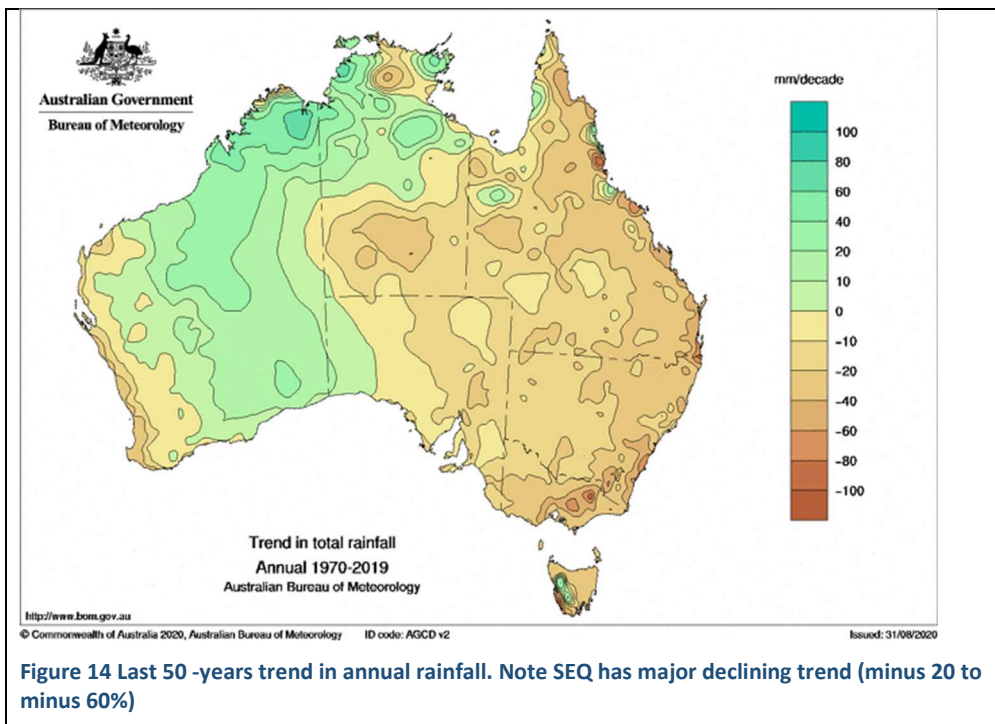 Australian Government
Bureau of Meteorology
mm/decade
100
80
60
40
20
10
0
-10
-20
-40
-60
-80
-100
Trend in total rainfall
Annual 1970-2019
Australian Bureau of Meteorology
http://www.bom.gov.au
© Commonwealth of Australia 2020, Australian Bureau of Meteorology ID code: AGCD v2 Issued: 31/08/2020
Figure 14 Last 50 -years trend in annual rainfall. Note SEQ has major declining trend (minus 20 to
minus 60%)